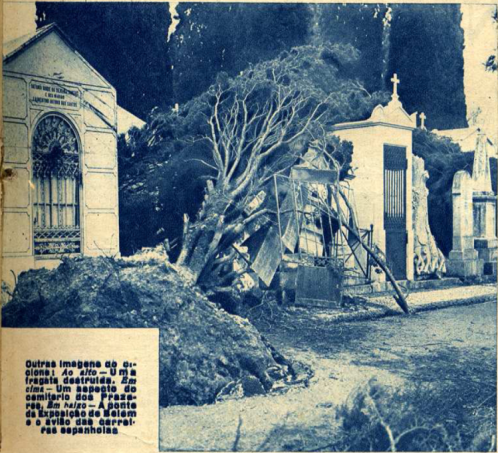 Outras imagens do ci-
clone: Ao alto — Uma
fragata destruida. Em
cima — Um aspecto do
cemiterio dos Praze-
res. Em baixo — A ponte
da Exposição de Belem
e o avião das carrei-
ras espanholas